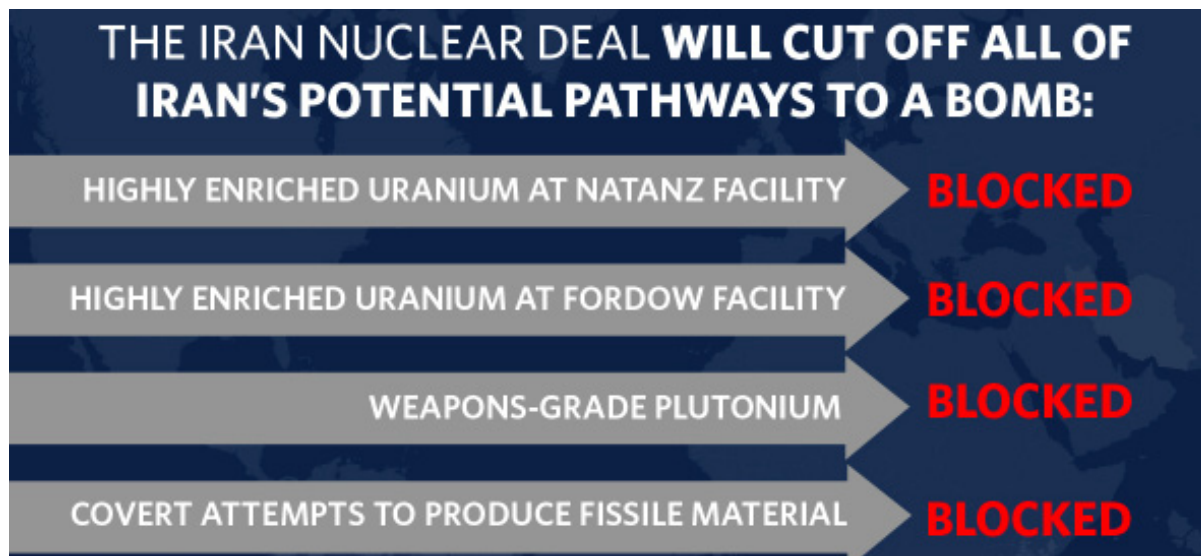 THE IRAN NUCLEAR DEAL WILL CUT OFF ALL OF
IRAN'S POTENTIAL PATHWAYS TO A BOMB:
HIGHLY ENRICHED URANIUM AT NATANZ FACILITY BLOCKED
HIGHLY ENRICHED URANIUM AT FORDOW FACILITY BLOCKED
WEAPONS-GRADE PLUTONIUM BLOCKED
COVERT ATTEMPTS TO PRODUCE FISSILE MATERIAL BLOCKED